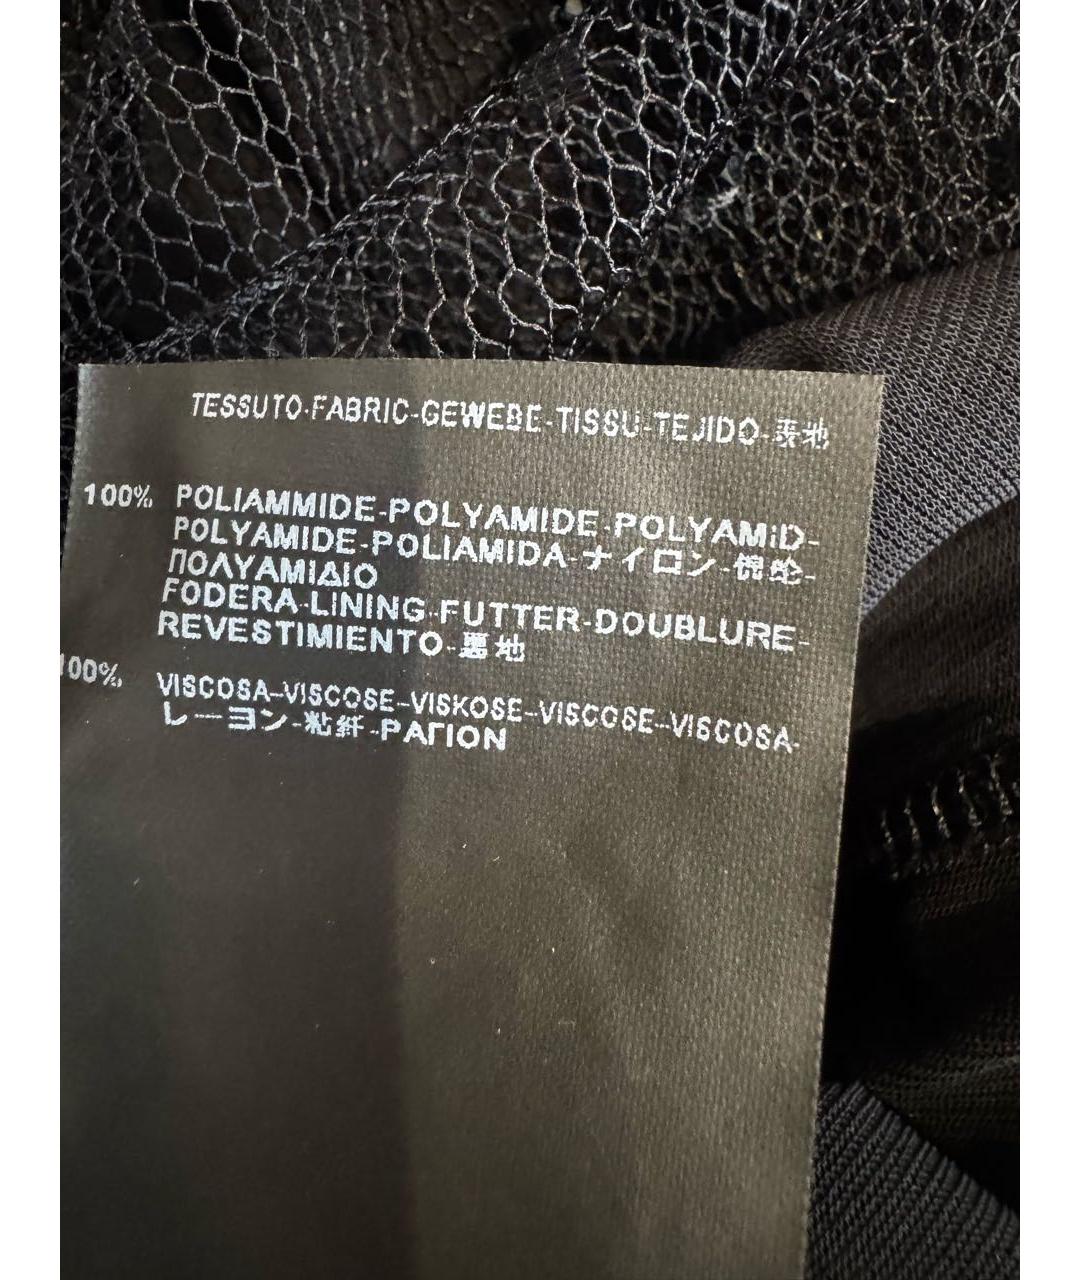 TESSUTO-FABRIC-GEWEBE-TISSU-TEJIDO-表地
100% POLIAMMIDE-POLYAMIDE-POLYAMID-
POLYAMIDE-POLIAMIDA-ナイロン-锦纶-
ΠΟΛΥΑΜΙΔΙΟ
FODERA-LINING-FUTTER-DOUBLURE-
REVESTIMIENTO-裏地
100% VISCOSA-VISCOSE-VISKOSE-VISCOSE-VISCOSA-
レーヨン-粘纤-ΡΑΓΙΟΝ